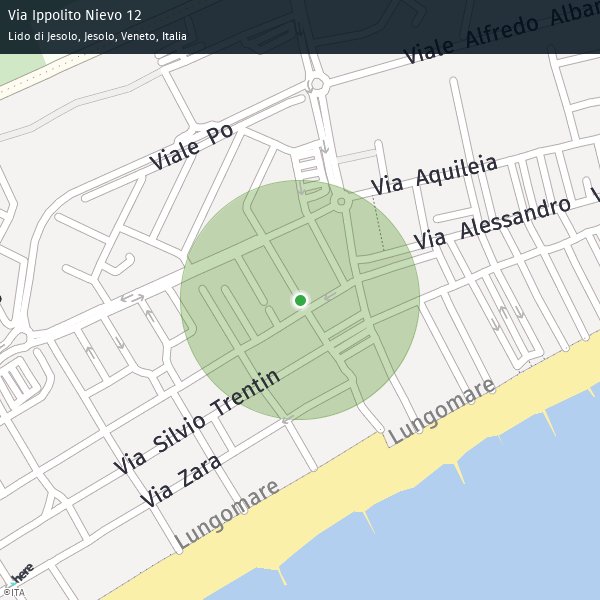 Via Ippolito Nievo 12
Lido di Jesolo, Jesolo, Veneto, Italia
Viale Alfredo Alba
Viale Po
Via Aquileia
Via Alessandro
Via Silvio Trentin
Lungomare
Via Zara
Lungomare
here
©ITA